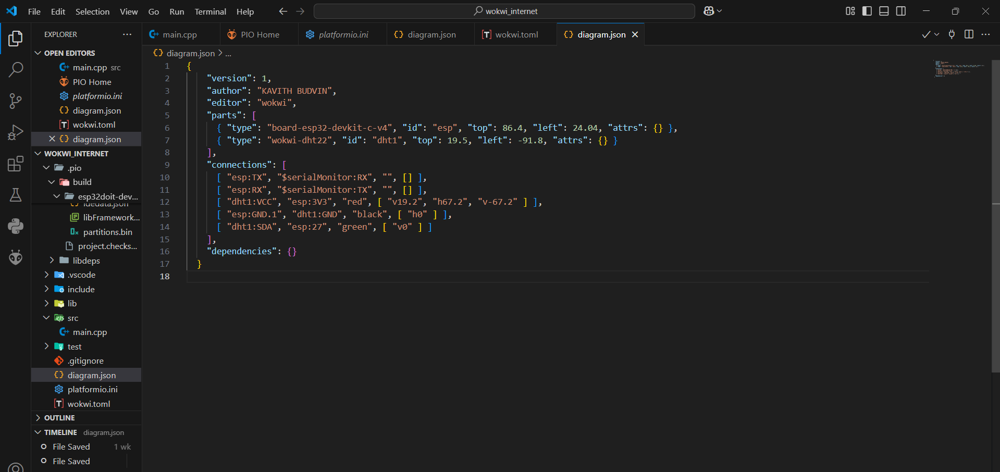 File Edit Selection View Go Run Terminal Help
wokwi_internet
EXPLORER
OPEN EDITORS
main.cpp src
PIO Home
platformio.ini
diagram.json
wokwi.toml
diagram.json
WOKWI_INTERNET
.pio
build
esp32doit-dev...
idedata.json
libFramework...
partitions.bin
project.checks...
libdeps
.vscode
include
lib
src
main.cpp
test
.gitignore
diagram.json
platformio.ini
wokwi.toml
OUTLINE
TIMELINE diagram.json
File Saved 1 wk
File Saved
main.cpp PIO Home platformio.ini diagram.json wokwi.toml diagram.json
diagram.json > ...
1 {
2 "version": 1,
3 "author": "KAVITH BUDVIN",
4 "editor": "wokwi",
5 "parts": [
6 { "type": "board-esp32-devkit-c-v4", "id": "esp", "top": 86.4, "left": 24.04, "attrs": {} },
7 { "type": "wokwi-dht22", "id": "dht1", "top": 19.5, "left": -91.8, "attrs": {} }
8 ],
9 "connections": [
10 [ "esp:TX", "$serialMonitor:RX", "", [] ],
11 [ "esp:RX", "$serialMonitor:TX", "", [] ],
12 [ "dht1:VCC", "esp:3V3", "red", [ "v19.2", "h67.2", "v-67.2" ] ],
13 [ "esp:GND.1", "dht1:GND", "black", [ "h0" ] ],
14 [ "dht1:SDA", "esp:27", "green", [ "v0" ] ]
15 ],
16 "dependencies": {}
17 }
18